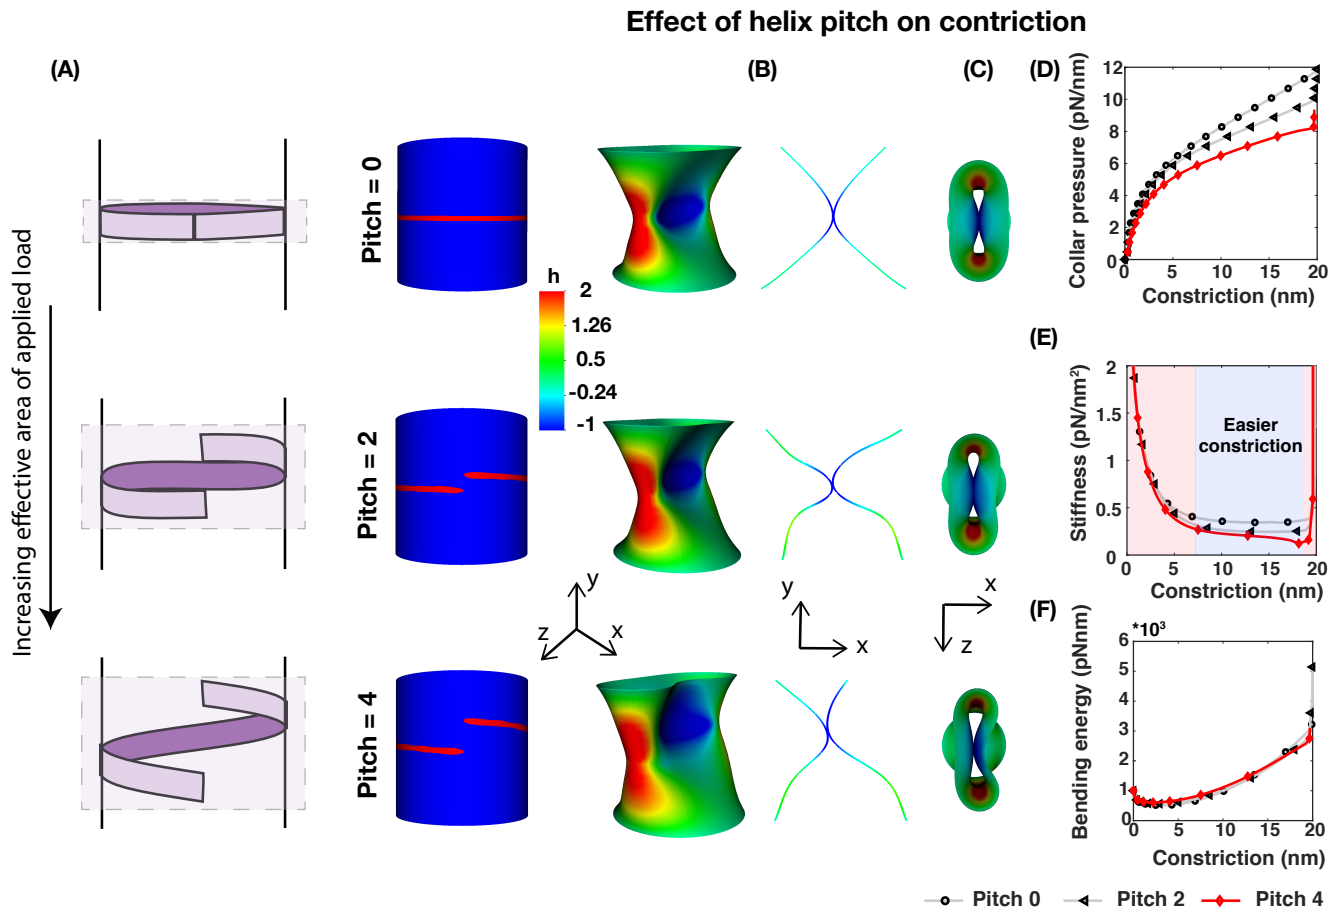 Effect of helix pitch on contriction
(A)
(B)
(C)
(D)
Increasing effective area of applied load
Pitch = 0
Pitch = 2
Pitch = 4
h
2
1.26
0.5
-0.24
-1
y
z
x
y
x
x
z
Collar pressure (pN/nm)
12
10
8
6
4
2
0
0 5 10 15 20
Constriction (nm)
(E)
Stiffness (pN/nm²)
2
1.5
1
0.5
0
Easier
constriction
0 5 10 15 20
Constriction (nm)
(F)
*10³
Bending energy (pNnm)
6
5
4
3
2
1
0
0 5 10 15 20
Constriction (nm)
Pitch 0 Pitch 2 Pitch 4